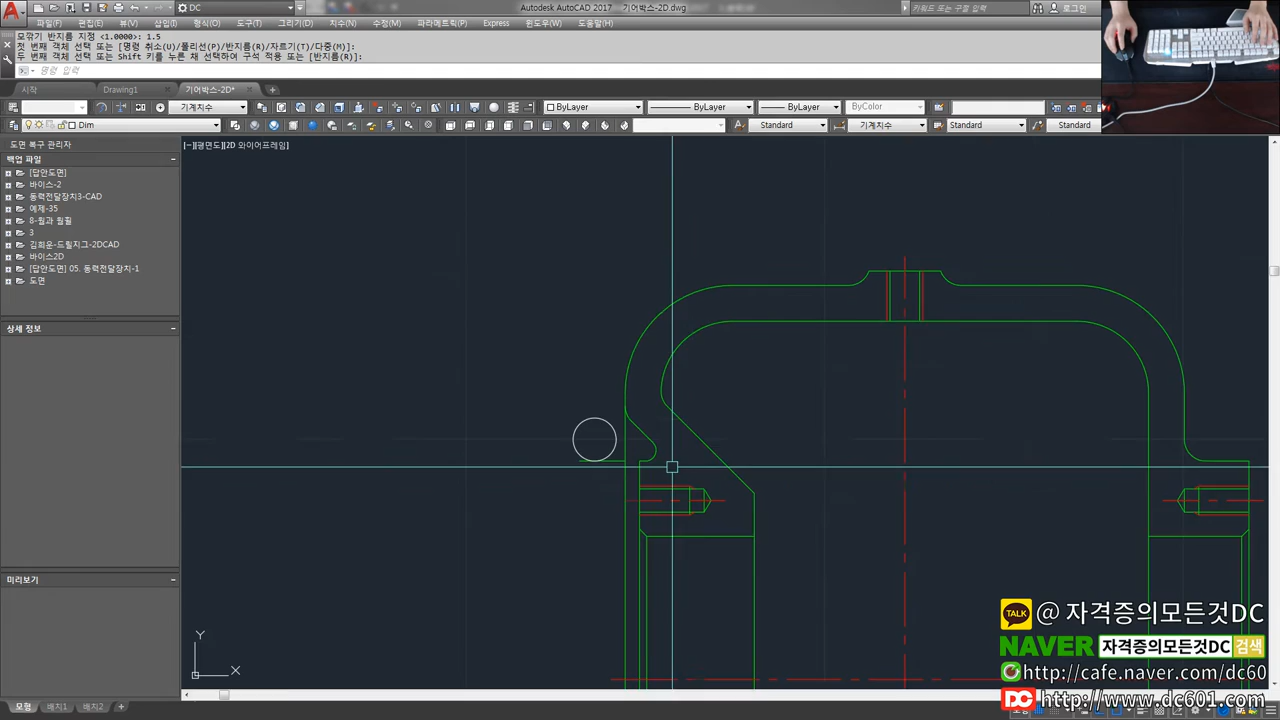 DC
Autodesk AutoCAD 2017 기어박스-2D.dwg
키워드 또는 구문 입력
로그인
파일(F) 편집(E) 뷰(V) 삽입(I) 형식(O) 도구(T) 그리기(D) 치수(N) 수정(M) 파라메트릭(P) Express 윈도우(W) 도움말(H)
모깎기 반지름 지정 <1.0000>: 1.5
첫 번째 객체 선택 또는 [명령 취소(U)/폴리선(P)/반지름(R)/자르기(T)/다중(M)]:
두 번째 객체 선택 또는 Shift 키를 누른 채 선택하여 구석 적용 또는 [반지름(R)]:
명령 입력
시작 Drawing1 기어박스-2D*
기계치수 ByLayer ByLayer ByLayer ByColor
Dim Standard 기계치수 Standard Standard
도면 복구 관리자
[-][평면도][2D 와이어프레임]
백업 파일
[답안도면]
바이스-2
동력전달장치3-CAD
예제-35
8-월과 월필
3
김희운-드릴지그-2DCAD
바이스2D
[답안도면] 05. 동력전달장치-1
도면
상세 정보
미리보기
Y
X
TALK @ 자격증의모든것DC
NAVER 자격증의모든것DC 검색
http://cafe.naver.com/dc60
DC http://www.dc601.com
모형 배치1 배치2